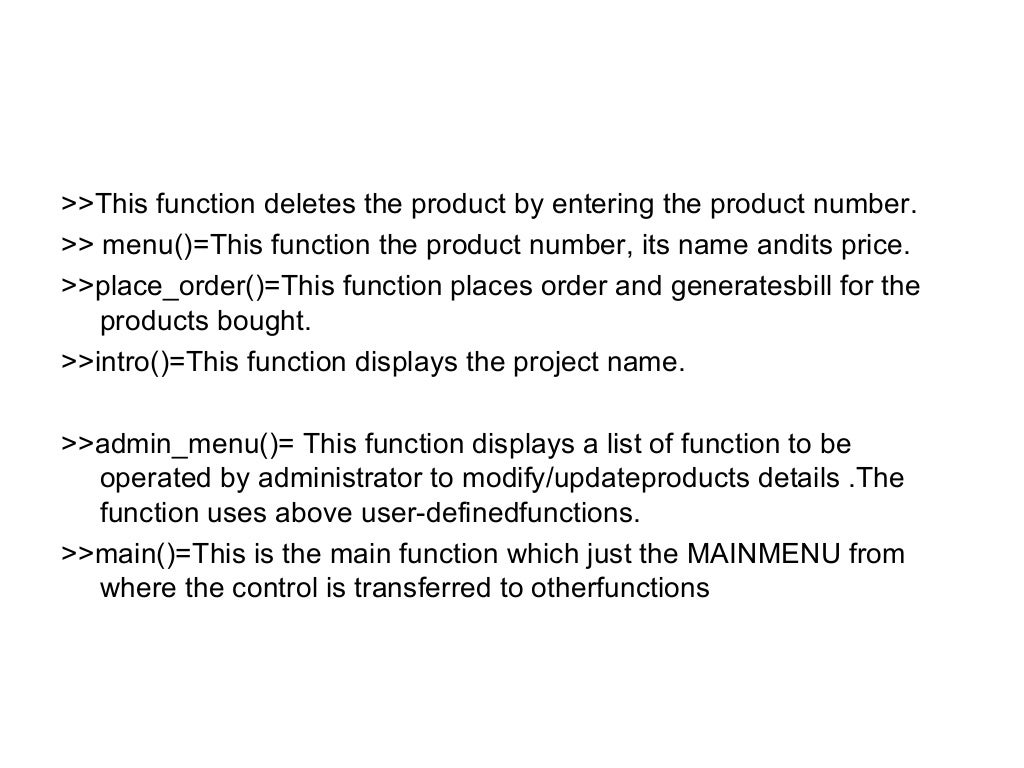 >>This function deletes the product by entering the product number.
>> menu()=This function the product number, its name andits price.
>>place_order()=This function places order and generatesbill for the
products bought.
>>intro()=This function displays the project name.
>>admin_menu()= This function displays a list of function to be
operated by administrator to modify/updateproducts details .The
function uses above user-definedfunctions.
>>main()=This is the main function which just the MAINMENU from
where the control is transferred to otherfunctions